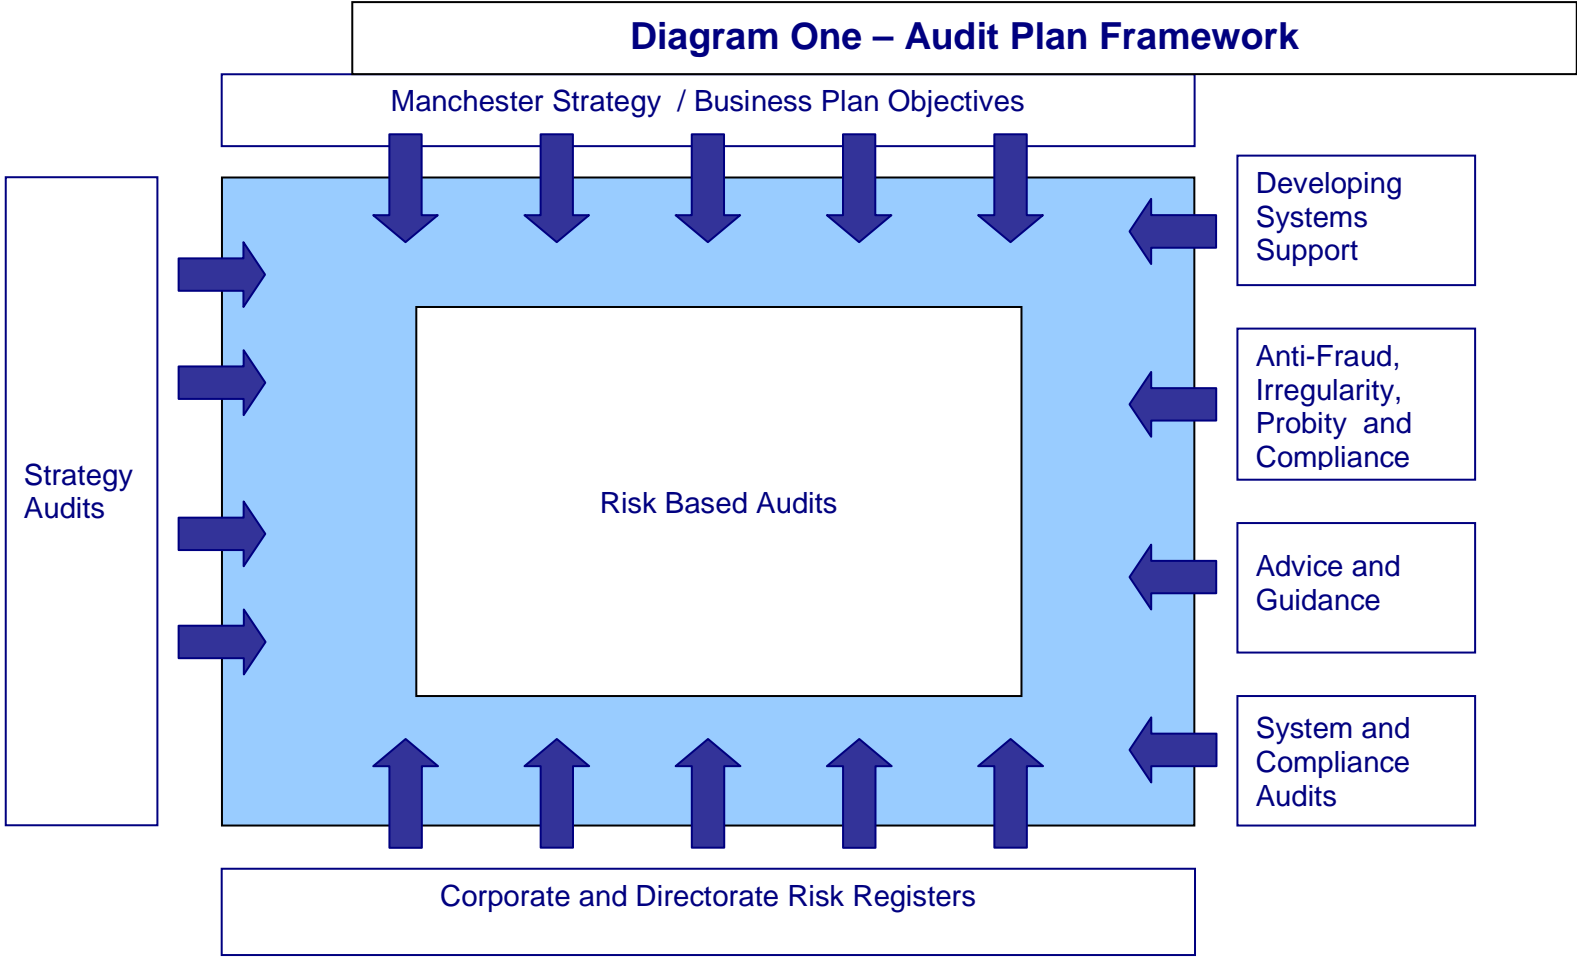 Diagram One – Audit Plan Framework
Manchester Strategy / Business Plan Objectives
Developing
Systems
Support
Anti-Fraud,
Irregularity,
Probity and
Compliance
Strategy
Audits
Risk Based Audits
Advice and
Guidance
System and
Compliance
Audits
Corporate and Directorate Risk Registers